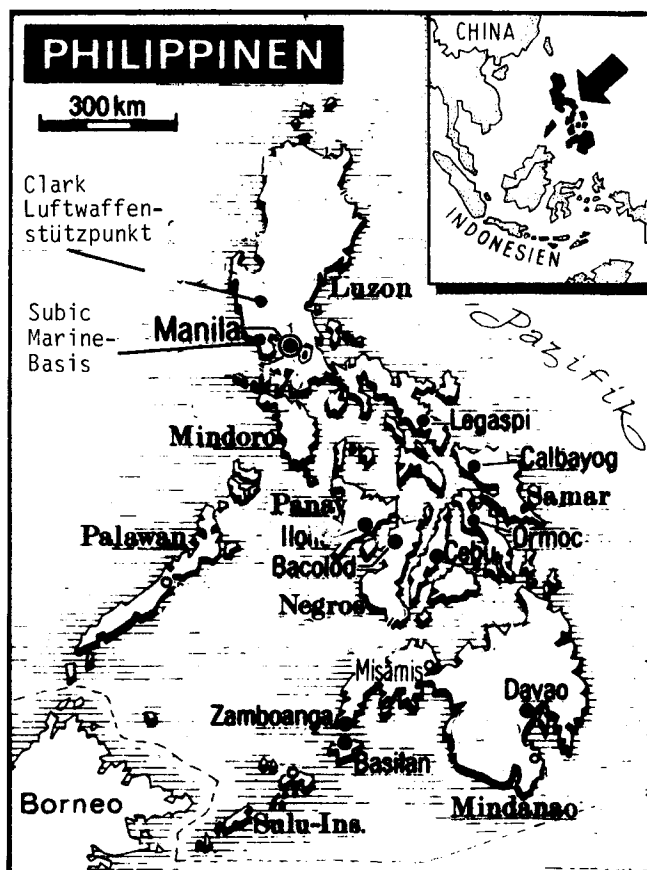 PHILIPPINEN
300 km
CHINA
INDONESIEN
Clark
Luftwaffen-
stützpunkt
Luzon
Pazifik
Subic
Marine-
Basis
Manila
Legaspi
Mindoro
Calbayog
Samar
Panay
Palawan
Ormoc
Cebu
Bacolod
Negros
Misamis
Davao
Zamboanga
Basilan
Borneo
Mindanao
Sulu-Ins.